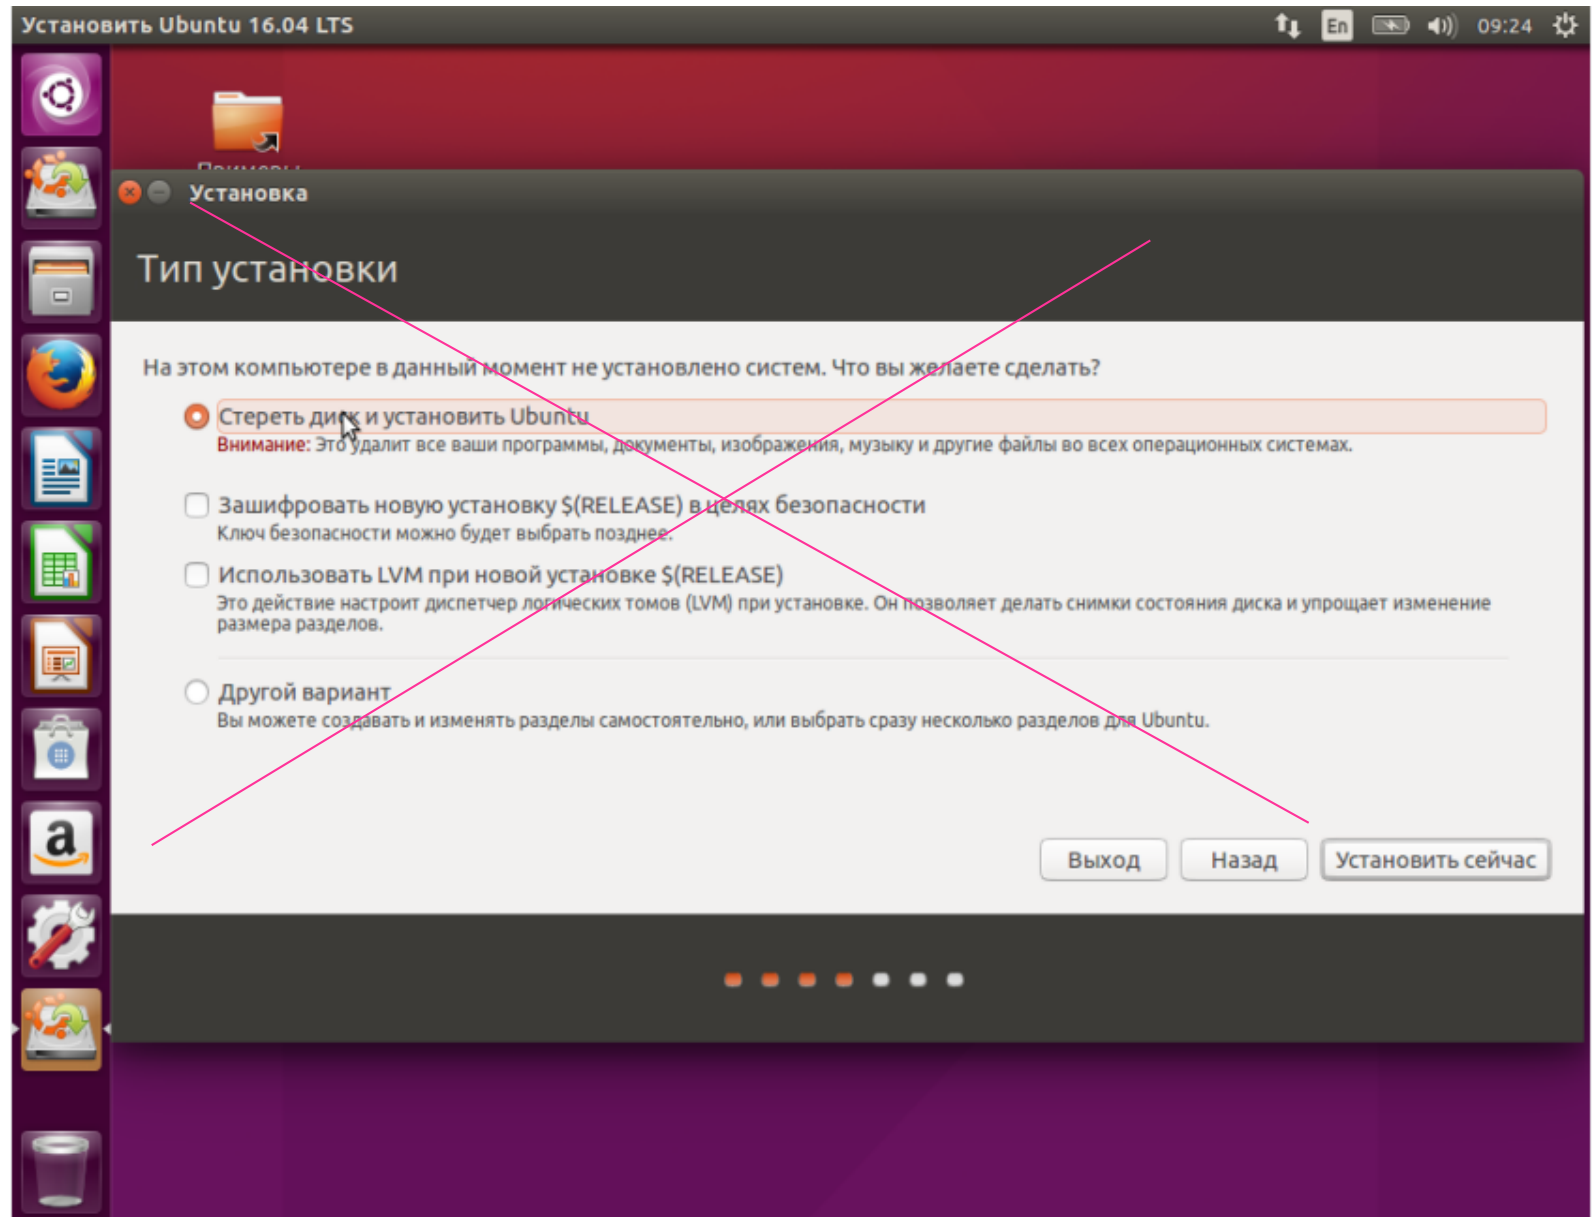 Установить Ubuntu 16.04 LTS
En
09:24
Установка
Тип установки
На этом компьютере в данный момент не установлено систем. Что вы желаете сделать?
Стереть диск и установить Ubuntu
Внимание: Это удалит все ваши программы, документы, изображения, музыку и другие файлы во всех операционных системах.
Зашифровать новую установку $(RELEASE) в целях безопасности
Ключ безопасности можно будет выбрать позднее.
Использовать LVM при новой установке $(RELEASE)
Это действие настроит диспетчер логических томов (LVM) при установке. Он позволяет делать снимки состояния диска и упрощает изменение
размера разделов.
Другой вариант
Вы можете создавать и изменять разделы самостоятельно, или выбрать сразу несколько разделов для Ubuntu.
Выход
Назад
Установить сейчас